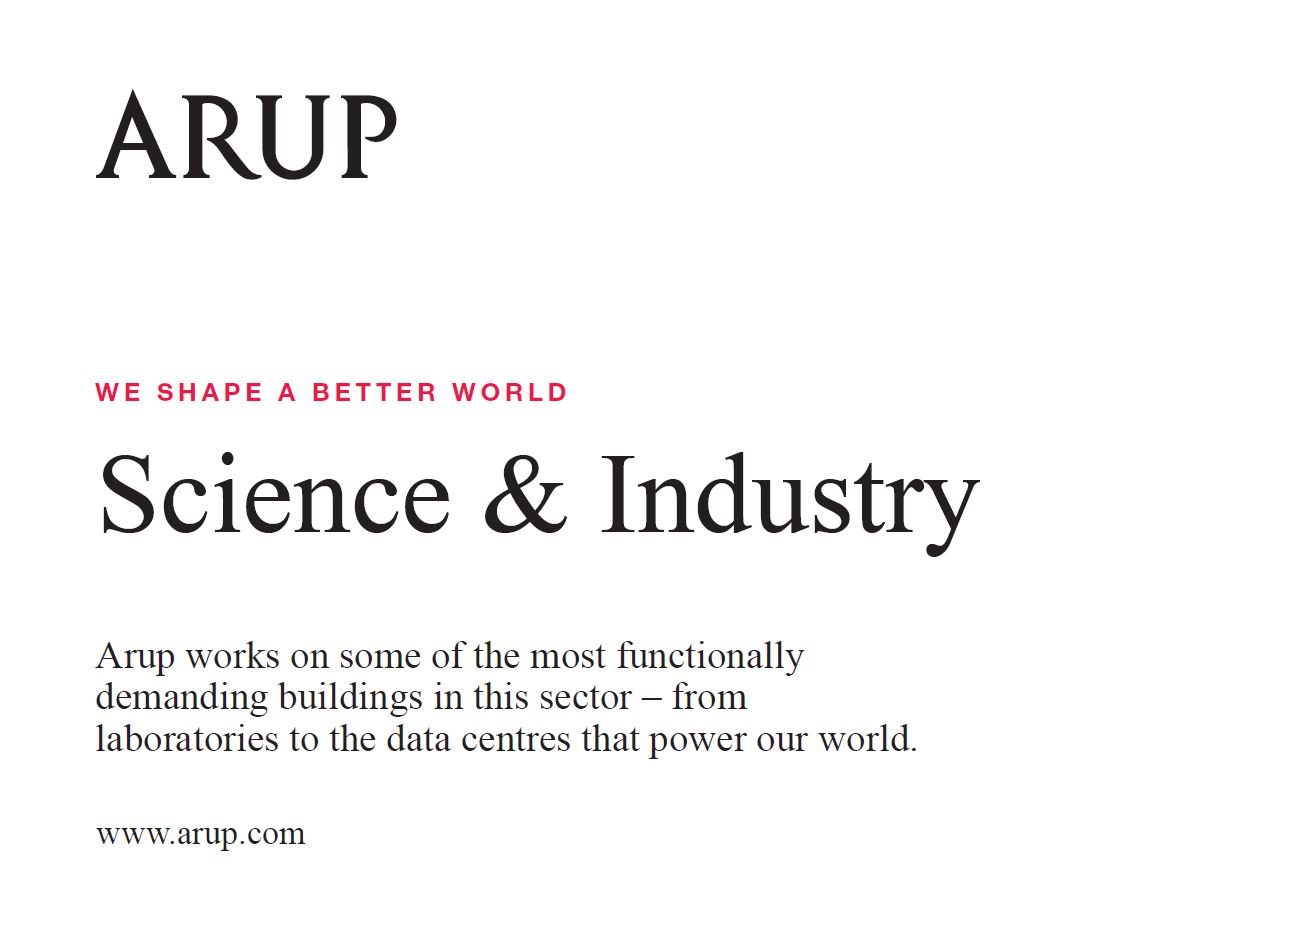 ARUP
WE SHAPE A BETTER WORLD
Science & Industry
Arup works on some of the most functionally
demanding buildings in this sector – from
laboratories to the data centres that power our world.
www.arup.com